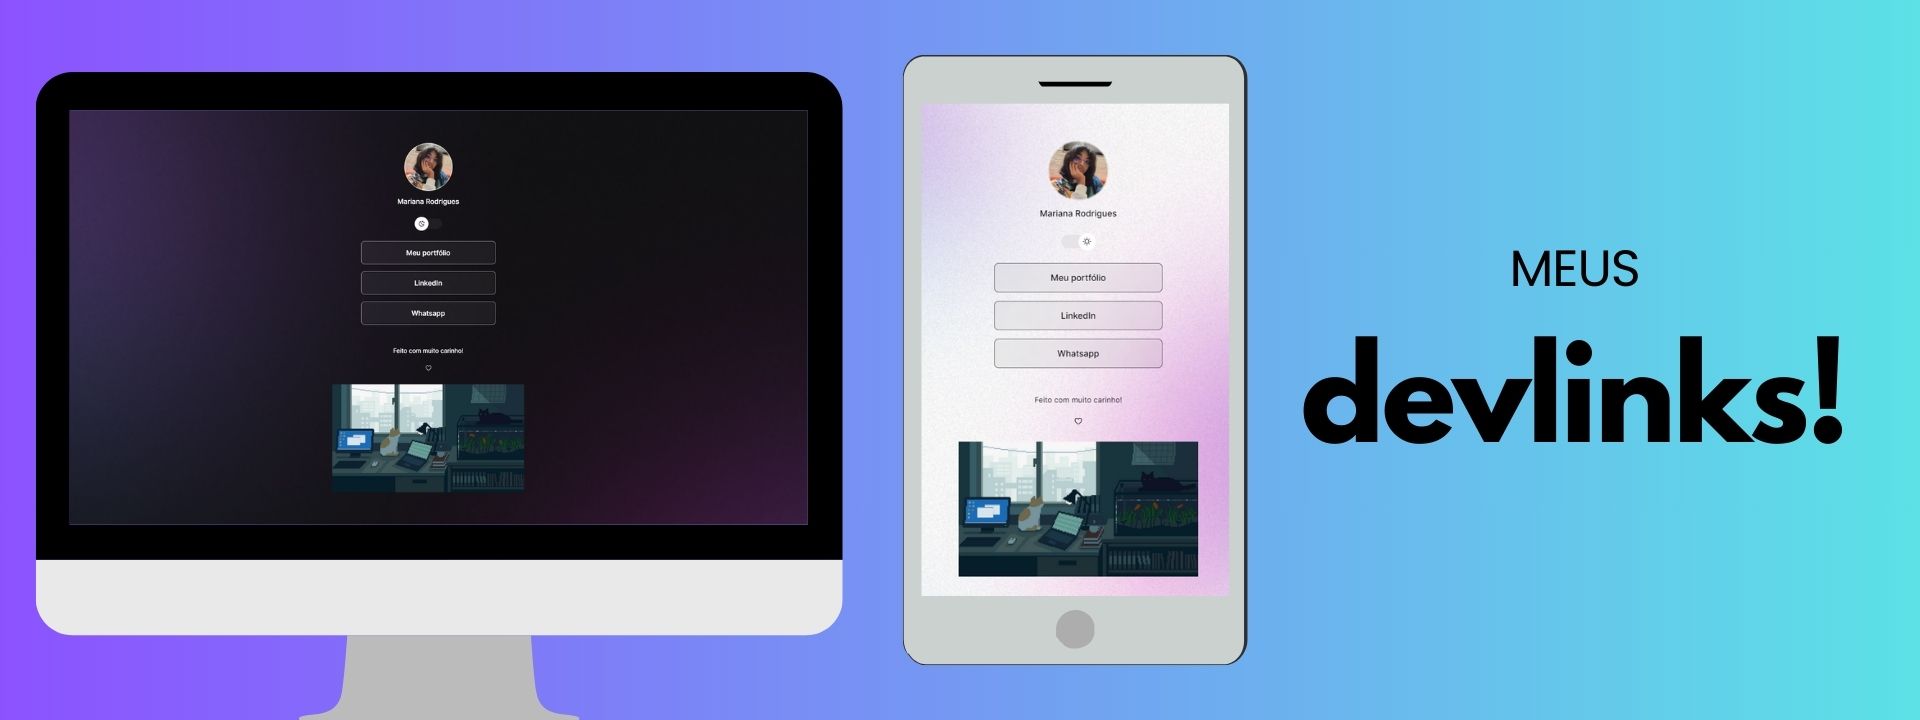 Mariana Rodrigues
Meu portfólio
LinkedIn
Whatsapp
Feito com muito carinho!
Mariana Rodrigues
Meu portfólio
LinkedIn
Whatsapp
Feito com muito carinho!
MEUS
devlinks!